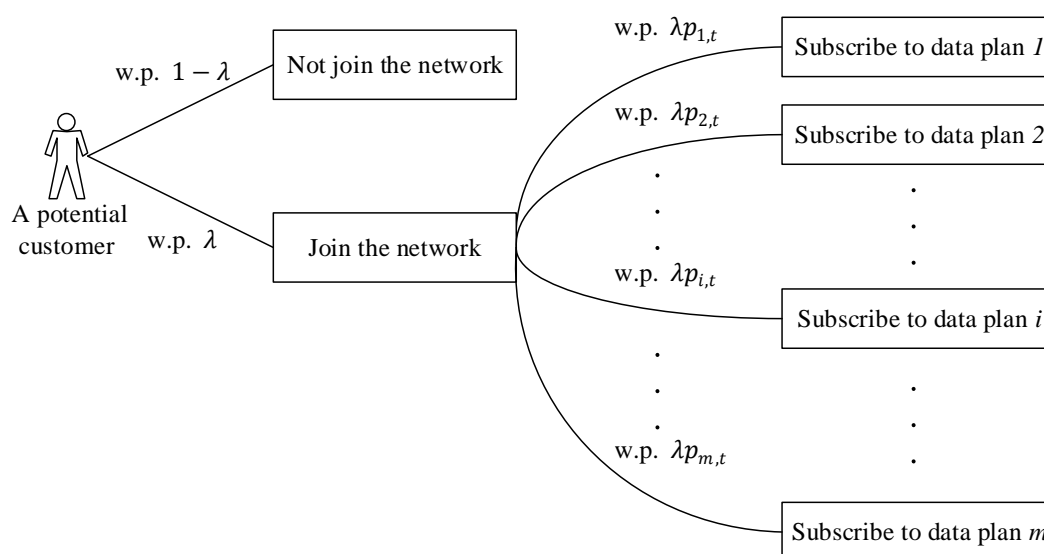 w.p. λp₁,ₜ
Subscribe to data plan 1
w.p. 1 − λ
Not join the network
w.p. λp₂,ₜ
Subscribe to data plan 2
A potential
customer
w.p. λ
Join the network
w.p. λpᵢ,ₜ
Subscribe to data plan i
w.p. λpₘ,ₜ
Subscribe to data plan m